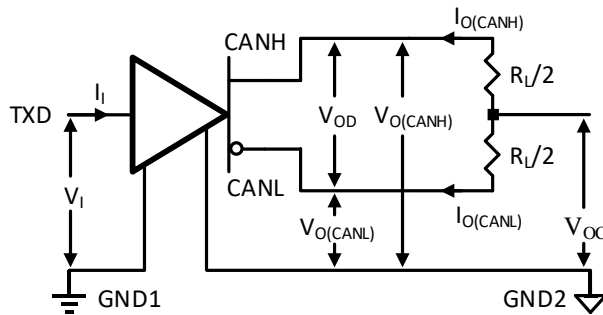 I_O(CANH)
CANH
R_L/2
TXD
I_I
V_OD
V_O(CANH)
R_L/2
CANL
V_I
V_O(CANL)
I_O(CANL)
V_OC
GND1
GND2